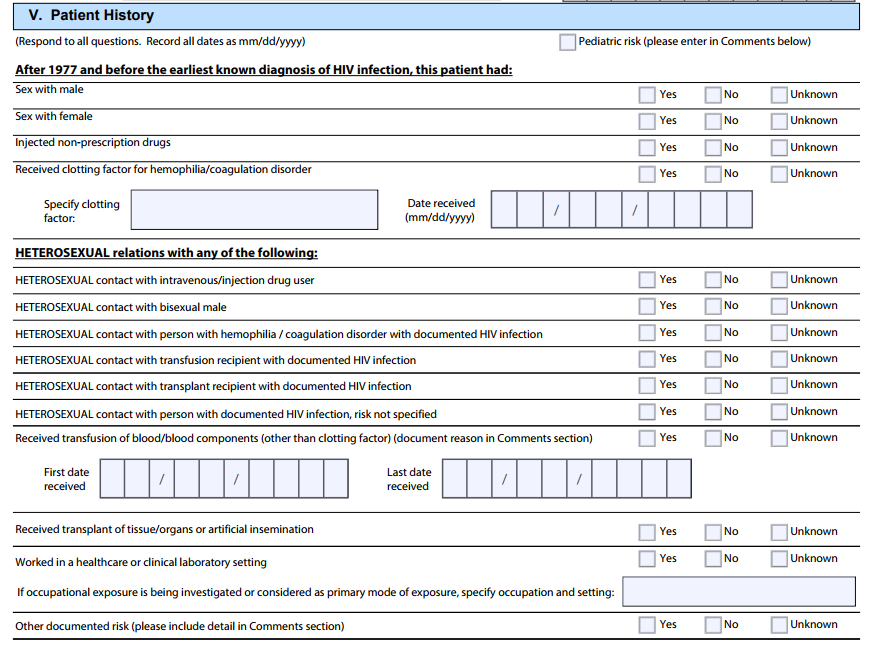 V. Patient History
(Respond to all questions. Record all dates as mm/dd/yyyy) Pediatric risk (please enter in Comments below)
After 1977 and before the earliest known diagnosis of HIV infection, this patient had:
Sex with male Yes No Unknown
Sex with female Yes No Unknown
Injected non-prescription drugs Yes No Unknown
Received clotting factor for hemophilia/coagulation disorder Yes No Unknown
Specify clotting factor: Date received (mm/dd/yyyy) / /
HETEROSEXUAL relations with any of the following:
HETEROSEXUAL contact with intravenous/injection drug user Yes No Unknown
HETEROSEXUAL contact with bisexual male Yes No Unknown
HETEROSEXUAL contact with person with hemophilia / coagulation disorder with documented HIV infection Yes No Unknown
HETEROSEXUAL contact with transfusion recipient with documented HIV infection Yes No Unknown
HETEROSEXUAL contact with transplant recipient with documented HIV infection Yes No Unknown
HETEROSEXUAL contact with person with documented HIV infection, risk not specified Yes No Unknown
Received transfusion of blood/blood components (other than clotting factor) (document reason in Comments section) Yes No Unknown
First date received / / Last date received / /
Received transplant of tissue/organs or artificial insemination Yes No Unknown
Worked in a healthcare or clinical laboratory setting Yes No Unknown
If occupational exposure is being investigated or considered as primary mode of exposure, specify occupation and setting:
Other documented risk (please include detail in Comments section) Yes No Unknown